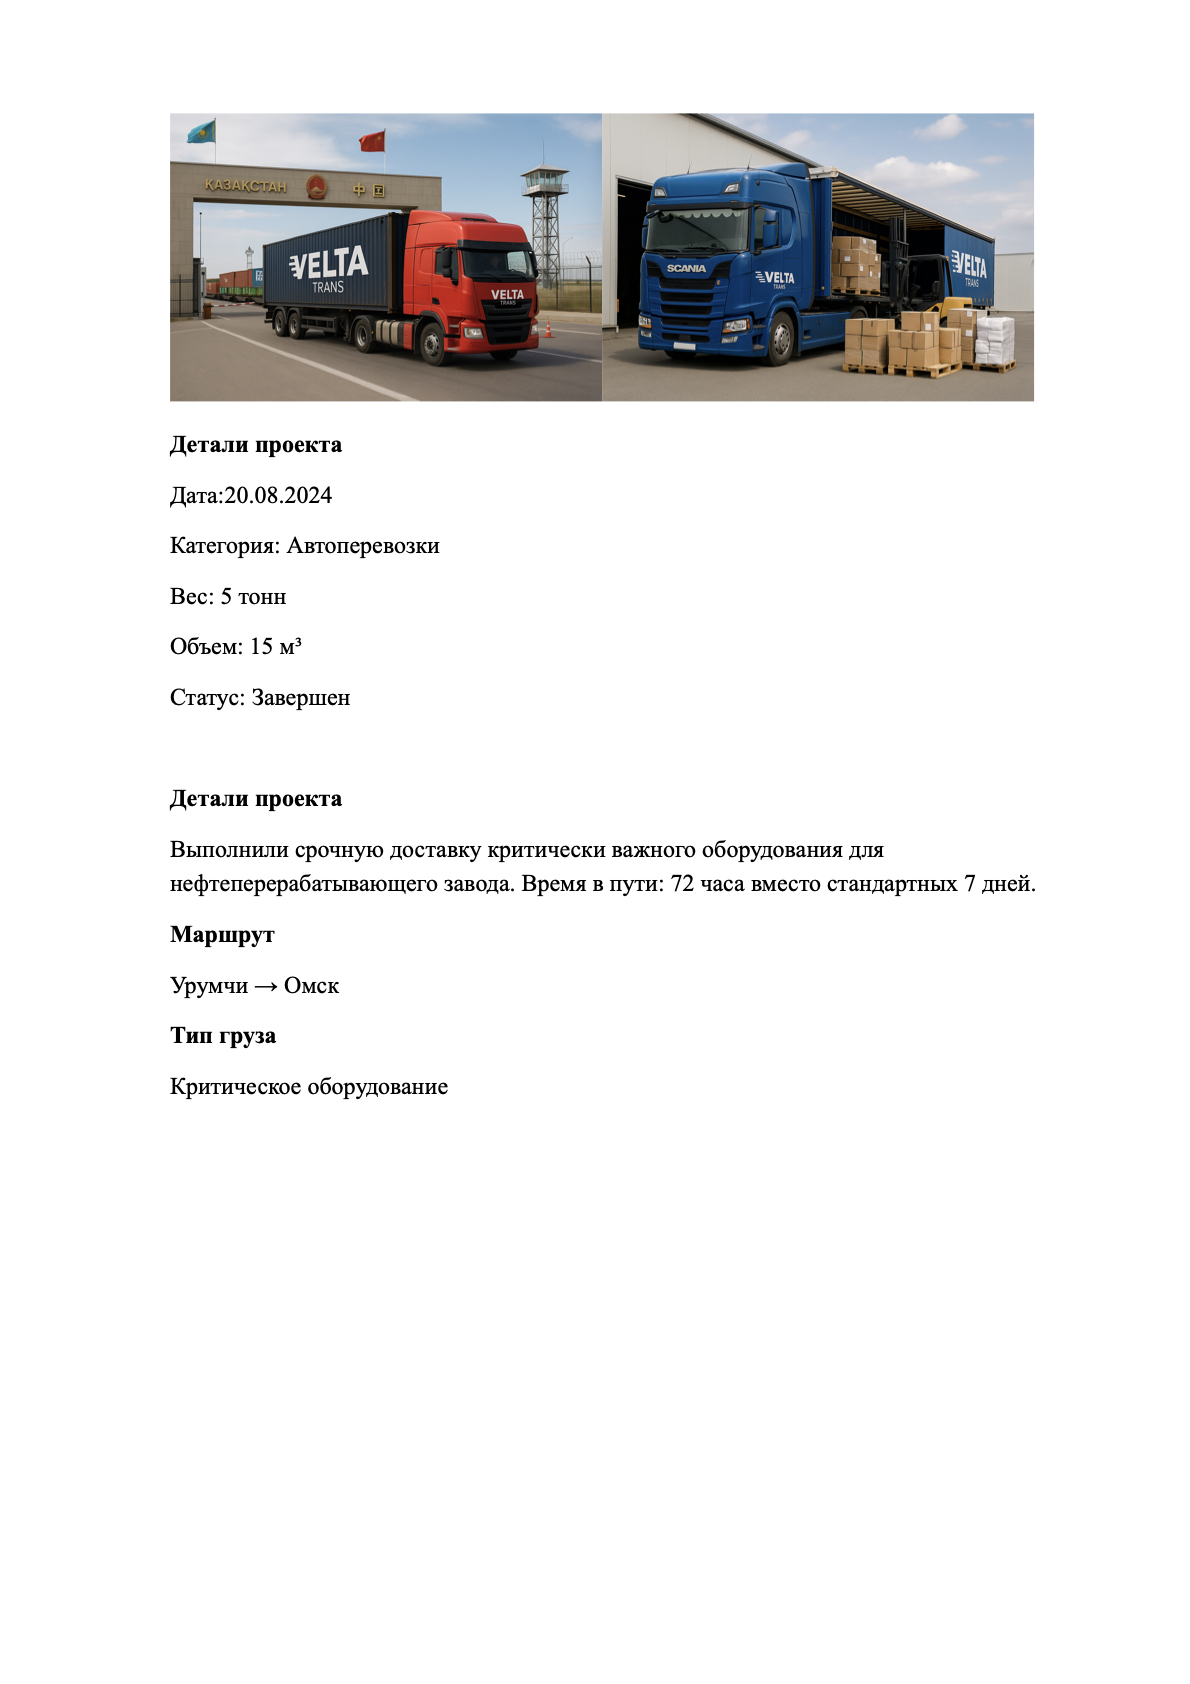 ҚАЗАҚСТАН
中国
VELTA
TRANS
VELTA
TRANS
SCANIA
VELTA
TRANS
VELTA
TRANS
Детали проекта
Дата:20.08.2024
Категория: Автоперевозки
Вес: 5 тонн
Объем: 15 м³
Статус: Завершен
Детали проекта
Выполнили срочную доставку критически важного оборудования для
нефтеперерабатывающего завода. Время в пути: 72 часа вместо стандартных 7 дней.
Маршрут
Урумчи → Омск
Тип груза
Критическое оборудование